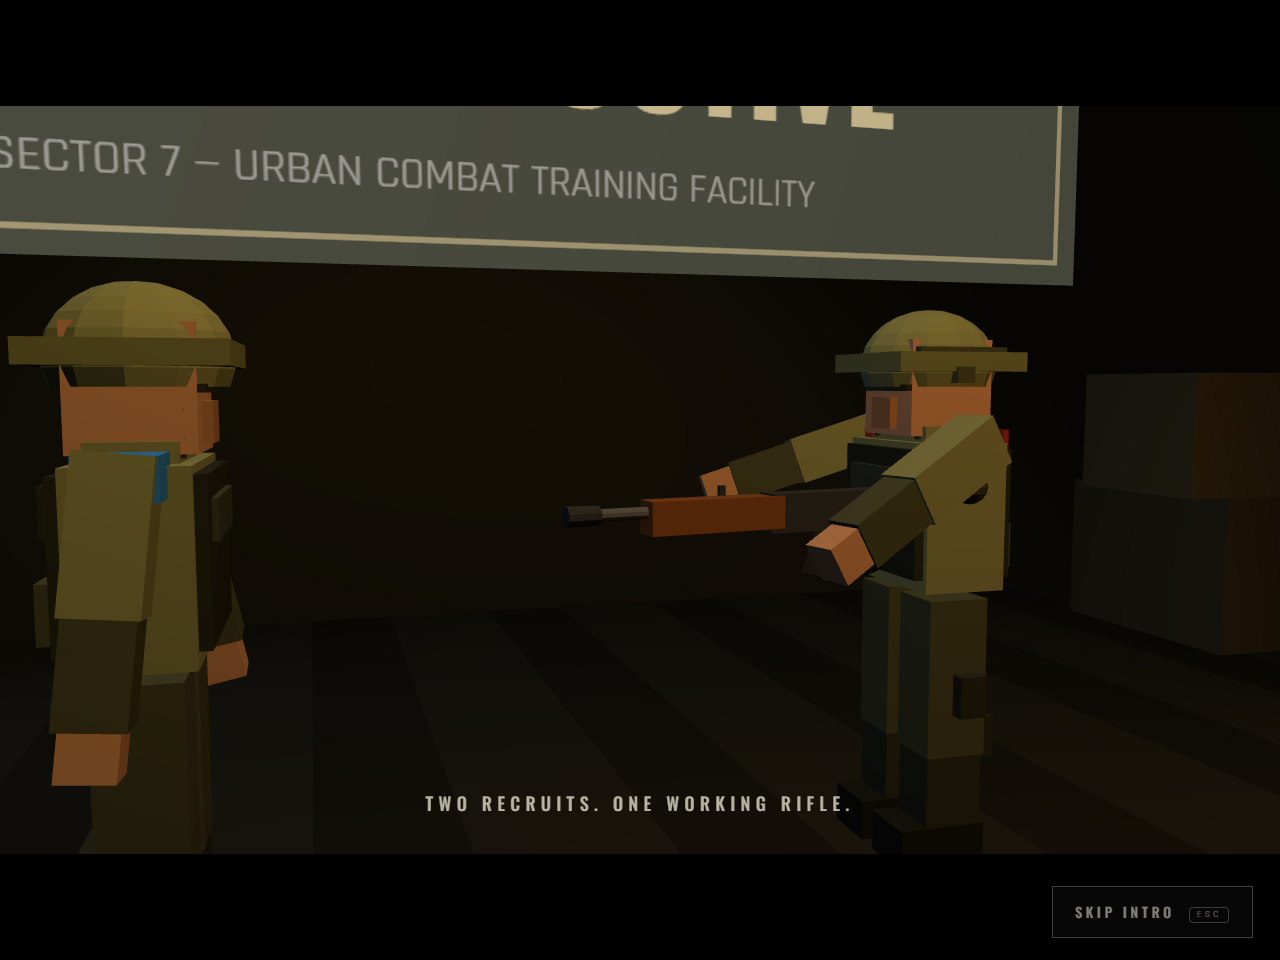 SECTOR 7 – URBAN COMBAT TRAINING FACILITY
TWO RECRUITS. ONE WORKING RIFLE.
SKIP INTRO ESC